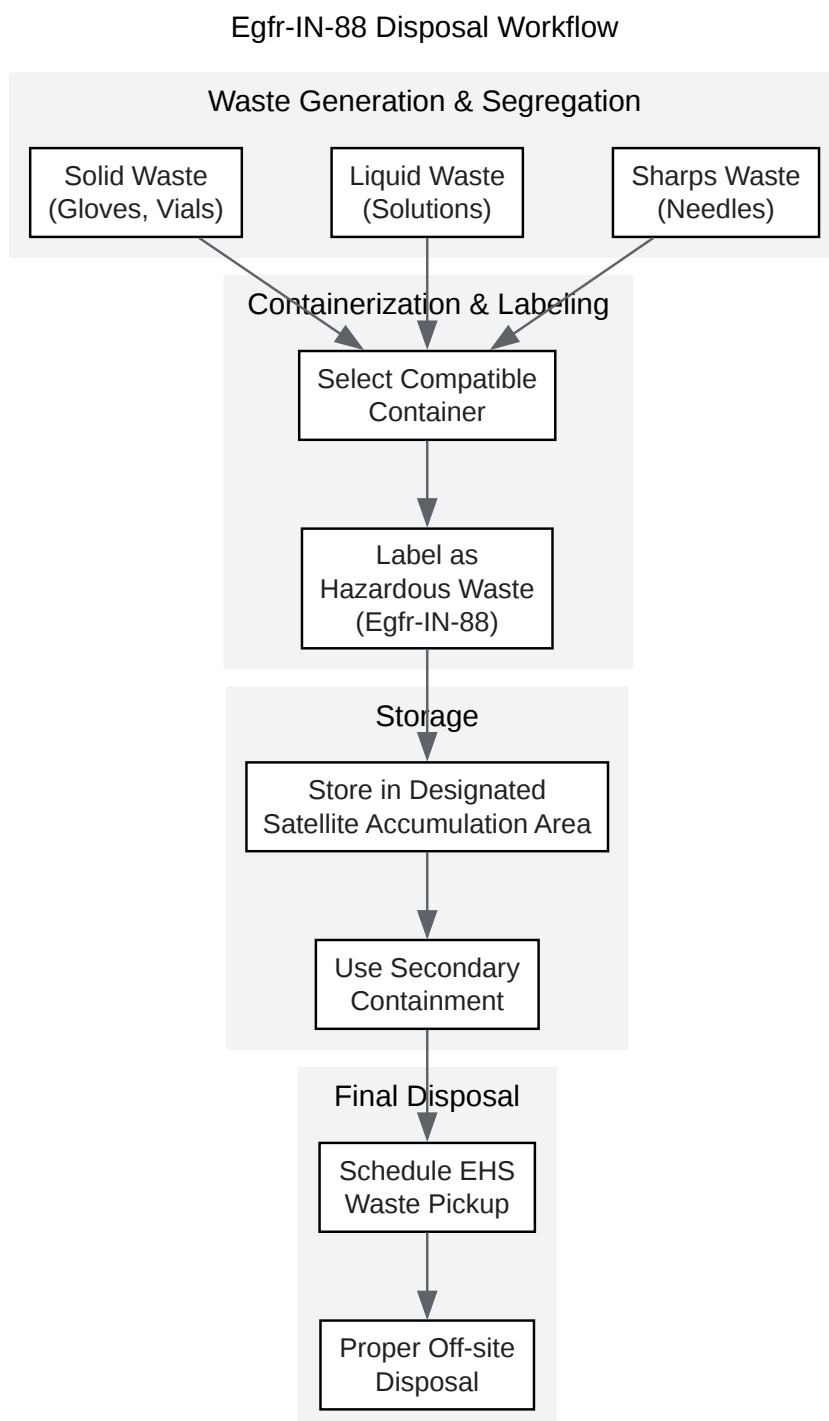 Egfr-IN-88 Disposal Workflow
Waste Generation & Segregation
Solid Waste
(Gloves, Vials)
Liquid Waste
(Solutions)
Sharps Waste
(Needles)
Containerization & Labeling
Select Compatible
Container
Label as
Hazardous Waste
(Egfr-IN-88)
Storage
Store in Designated
Satellite Accumulation Area
Use Secondary
Containment
Final Disposal
Schedule EHS
Waste Pickup
Proper Off-site
Disposal